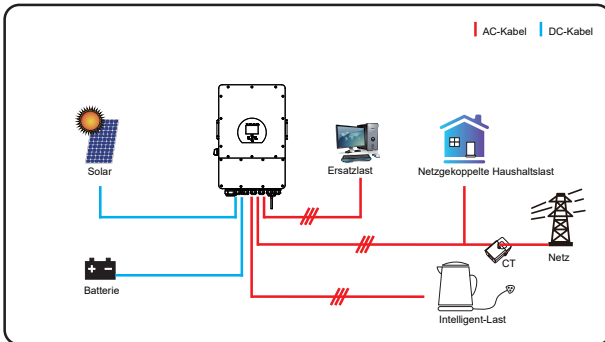 AC-Kabel DC-Kabel
Solar
Ersatzlast
Netzgekoppelte Haushaltslast
CT
Netz
Batterie
Intelligent-Last